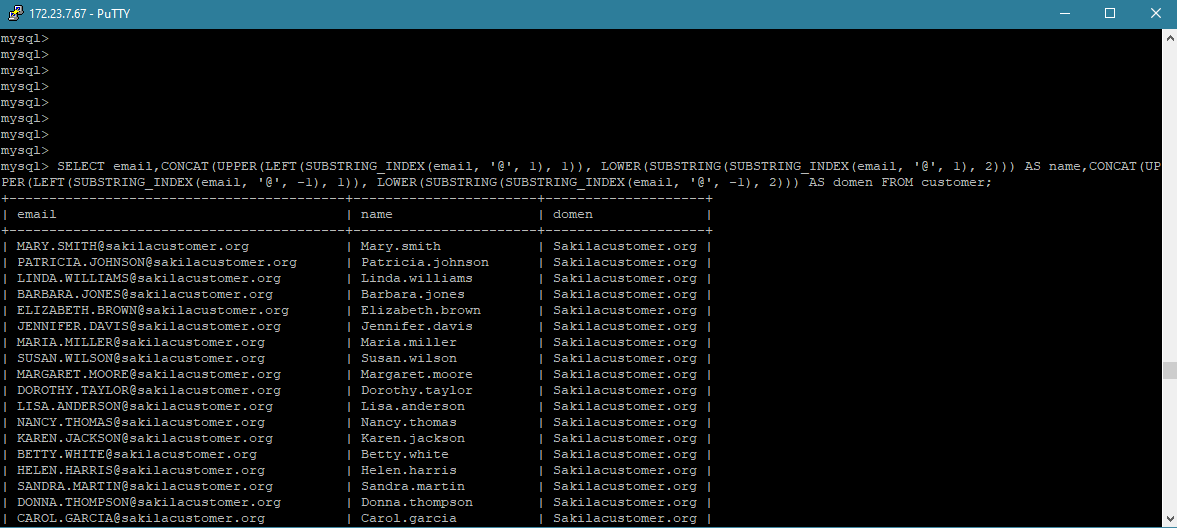 172.23.7.67 - PuTTY
mysql>
mysql>
mysql>
mysql>
mysql>
mysql>
mysql>
mysql>
mysql> SELECT email,CONCAT(UPPER(LEFT(SUBSTRING_INDEX(email, '@', 1), 1)), LOWER(SUBSTRING(SUBSTRING_INDEX(email, '@', 1), 2))) AS name,CONCAT(UP
PER(LEFT(SUBSTRING_INDEX(email, '@', -1), 1)), LOWER(SUBSTRING(SUBSTRING_INDEX(email, '@', -1), 2))) AS domen FROM customer;
+------------------------------------------+-----------------------+--------------------+
| email | name | domen |
+------------------------------------------+-----------------------+--------------------+
| MARY.SMITH@sakilacustomer.org | Mary.smith | Sakilacustomer.org |
| PATRICIA.JOHNSON@sakilacustomer.org | Patricia.johnson | Sakilacustomer.org |
| LINDA.WILLIAMS@sakilacustomer.org | Linda.williams | Sakilacustomer.org |
| BARBARA.JONES@sakilacustomer.org | Barbara.jones | Sakilacustomer.org |
| ELIZABETH.BROWN@sakilacustomer.org | Elizabeth.brown | Sakilacustomer.org |
| JENNIFER.DAVIS@sakilacustomer.org | Jennifer.davis | Sakilacustomer.org |
| MARIA.MILLER@sakilacustomer.org | Maria.miller | Sakilacustomer.org |
| SUSAN.WILSON@sakilacustomer.org | Susan.wilson | Sakilacustomer.org |
| MARGARET.MOORE@sakilacustomer.org | Margaret.moore | Sakilacustomer.org |
| DOROTHY.TAYLOR@sakilacustomer.org | Dorothy.taylor | Sakilacustomer.org |
| LISA.ANDERSON@sakilacustomer.org | Lisa.anderson | Sakilacustomer.org |
| NANCY.THOMAS@sakilacustomer.org | Nancy.thomas | Sakilacustomer.org |
| KAREN.JACKSON@sakilacustomer.org | Karen.jackson | Sakilacustomer.org |
| BETTY.WHITE@sakilacustomer.org | Betty.white | Sakilacustomer.org |
| HELEN.HARRIS@sakilacustomer.org | Helen.harris | Sakilacustomer.org |
| SANDRA.MARTIN@sakilacustomer.org | Sandra.martin | Sakilacustomer.org |
| DONNA.THOMPSON@sakilacustomer.org | Donna.thompson | Sakilacustomer.org |
| CAROL.GARCIA@sakilacustomer.org | Carol.garcia | Sakilacustomer.org |